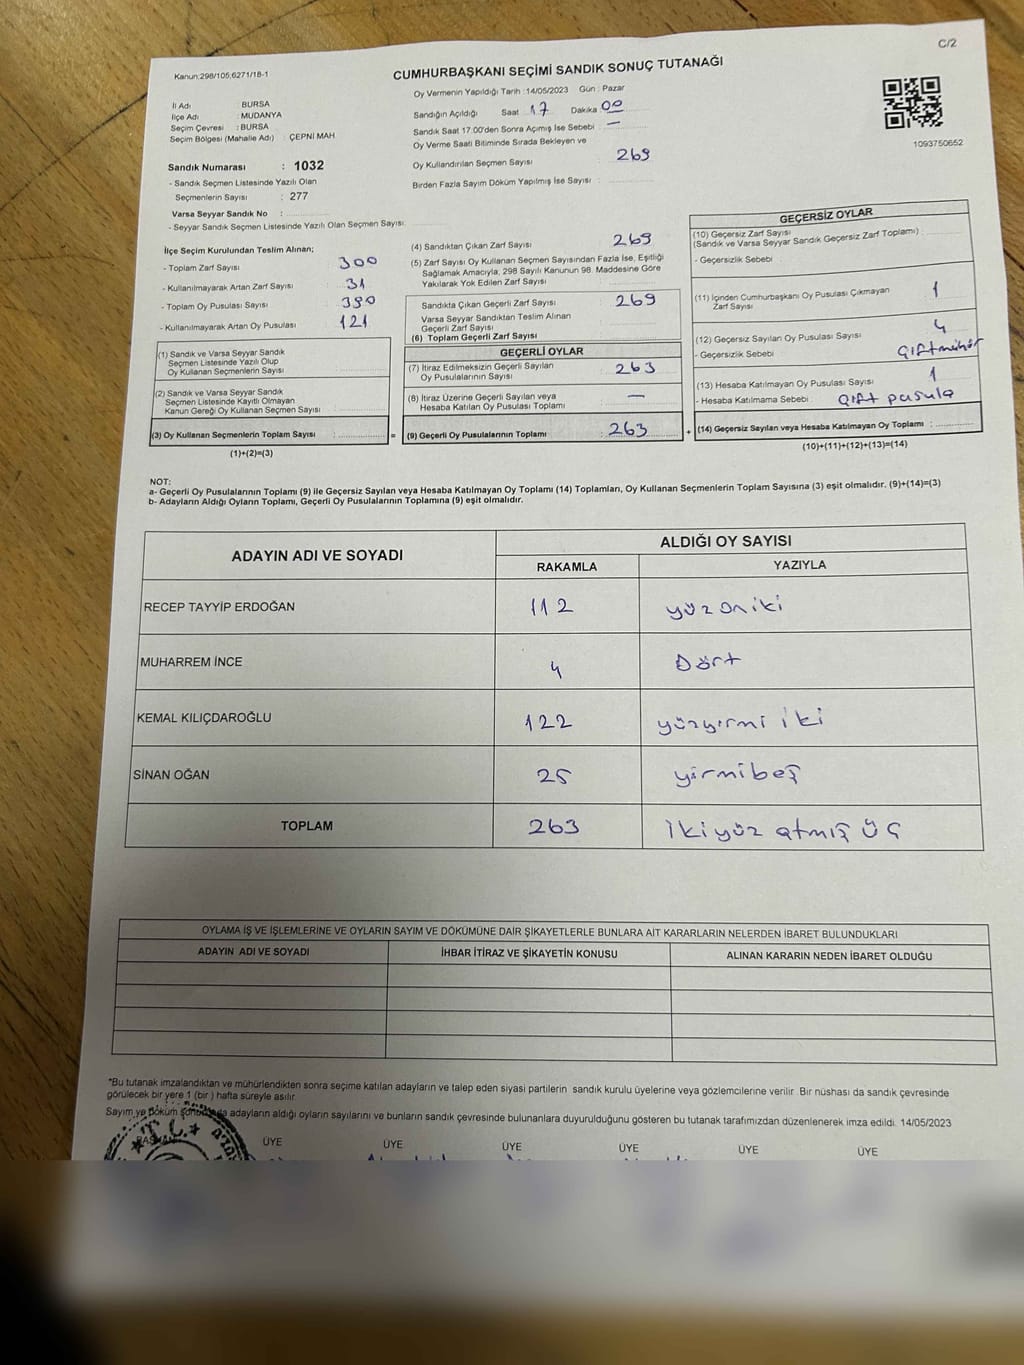 C/2
Kanun:298/105;6271/18-1
CUMHURBAŞKANI SEÇİMİ SANDIK SONUÇ TUTANAĞI
İl Adı : BURSA
İlçe Adı : MUDANYA
Seçim Çevresi : BURSA
Seçim Bölgesi (Mahalle Adı) : ÇEPNİ MAH.
Sandık Numarası : 1032
- Sandık Seçmen Listesinde Yazılı Olan
Seçmenlerin Sayısı : 277
Varsa Seyyar Sandık No :
- Seyyar Sandık Seçmen Listesinde Yazılı Olan Seçmen Sayısı:
Oy Vermenin Yapıldığı Tarih :14/05/2023 Gün : Pazar
Sandığın Açıldığı Saat 17 Dakika 00
Sandık Saat 17:00'den Sonra Açımış İse Sebebi : —
Oy Verme Saati Bitiminde Sırada Bekleyen ve
Oy Kullandırılan Seçmen Sayısı : 269
Birden Fazla Sayım Döküm Yapılmış İse Sayısı :
1093750652
İlçe Seçim Kurulundan Teslim Alınan;
- Toplam Zarf Sayısı : 300
- Kullanılmayarak Artan Zarf Sayısı : 31
- Toplam Oy Pusulası Sayısı : 390
- Kullanılmayarak Artan Oy Pusulası : 121
(1) Sandık ve Varsa Seyyar Sandık
Seçmen Listesinde Yazılı Olup
Oy Kullanan Seçmenlerin Sayısı :
(2) Sandık ve Varsa Seyyar Sandık
Seçmen Listesinde Kayıtlı Olmayan
Kanun Gereği Oy Kullanan Seçmen Sayısı :
(3) Oy Kullanan Seçmenlerin Toplam Sayısı :
(1)+(2)=(3)
(4) Sandıktan Çıkan Zarf Sayısı : 269
(5) Zarf Sayısı Oy Kullanan Seçmen Sayısından Fazla İse, Eşitliği
Sağlamak Amacıyla, 298 Sayılı Kanunun 98. Maddesine Göre
Yakılarak Yok Edilen Zarf Sayısı :
Sandıkta Çıkan Geçerli Zarf Sayısı : 269
Varsa Seyyar Sandıktan Teslim Alınan
Geçerli Zarf Sayısı :
(6) Toplam Geçerli Zarf Sayısı :
GEÇERLİ OYLAR
(7) İtiraz Edilmeksizin Geçerli Sayılan
Oy Pusulalarının Sayısı : 263
(8) İtiraz Üzerine Geçerli Sayılan veya
Hesaba Katılan Oy Pusulası Toplamı : —
= (9) Geçerli Oy Pusulalarının Toplamı : 263
GEÇERSİZ OYLAR
(10) Geçersiz Zarf Sayısı
(Sandık ve Varsa Seyyar Sandık Geçersiz Zarf Toplamı) :
- Geçersizlik Sebebi :
(11) İçinden Cumhurbaşkanı Oy Pusulası Çıkmayan
Zarf Sayısı : 1
(12) Geçersiz Sayılan Oy Pusulası Sayısı : 4
- Geçersizlik Sebebi : Çift mühür
(13) Hesaba Katılmayan Oy Pusulası Sayısı : 1
- Hesaba Katılmama Sebebi : Çift pusula
+ (14) Geçersiz Sayılan veya Hesaba Katılmayan Oy Toplamı :
(10)+(11)+(12)+(13)=(14)
NOT:
a- Geçerli Oy Pusulalarının Toplamı (9) ile Geçersiz Sayılan veya Hesaba Katılmayan Oy Toplamı (14) Toplamları, Oy Kullanan Seçmenlerin Toplam Sayısına (3) eşit olmalıdır. (9)+(14)=(3)
b- Adayların Aldığı Oyların Toplamı, Geçerli Oy Pusulalarının Toplamına (9) eşit olmalıdır.
ADAYIN ADI VE SOYADI
ALDIĞI OY SAYISI
RAKAMLA YAZIYLA
RECEP TAYYİP ERDOĞAN 112 yüz on iki
MUHARREM İNCE 4 Dört
KEMAL KILIÇDAROĞLU 122 yüzyirmi iki
SİNAN OĞAN 25 yirmibeş
TOPLAM 263 İki yüz atmış üç
OYLAMA İŞ VE İŞLEMLERİNE VE OYLARIN SAYIM VE DÖKÜMÜNE DAİR ŞİKAYETLERLE BUNLARA AİT KARARLARIN NELERDEN İBARET BULUNDUKLARI
ADAYIN ADI VE SOYADI İHBAR İTİRAZ VE ŞİKAYETİN KONUSU ALINAN KARARIN NEDEN İBARET OLDUĞU
*Bu tutanak imzalandıktan ve mühürlendikten sonra seçime katılan adayların ve talep eden siyasi partilerin sandık kurulu üyelerine veya gözlemcilerine verilir. Bir nüshası da sandık çevresinde
görülecek bir yere 1 (bir ) hafta süreyle asılır.
Sayım ve Döküm adayların aldığı oyların sayılarını ve bunların sandık çevresinde bulunanlara duyurulduğunu gösteren bu tutanak tarafımızdan düzenlenerek imza edildi. 14/05/2023
BAŞKAN ÜYE ÜYE ÜYE ÜYE ÜYE ÜYE
T.C.